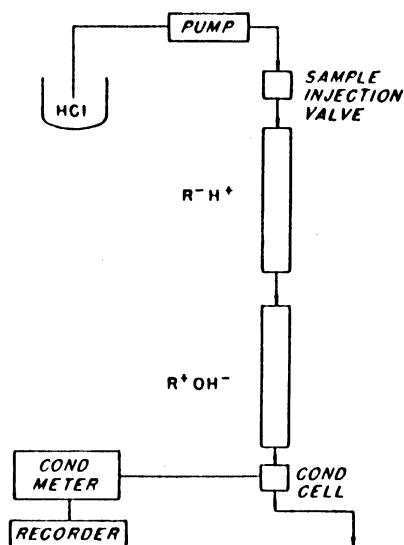 PUMP
SAMPLE
INJECTION
VALVE
HCl
R⁻H⁺
R⁺OH⁻
COND
METER
COND
CELL
RECORDER